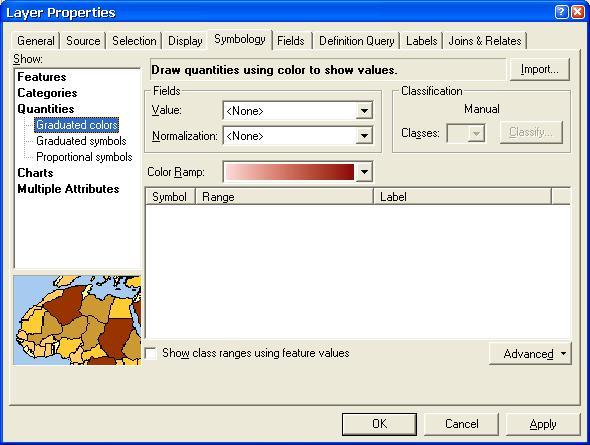 Layer Properties
General Source Selection Display Symbology Fields Definition Query Labels Joins & Relates
Show:
Features
Categories
Quantities
Graduated colors
Graduated symbols
Proportional symbols
Charts
Multiple Attributes
Draw quantities using color to show values.
Import...
Fields
Value: <None>
Normalization: <None>
Classification
Manual
Classes:
Classify...
Color Ramp:
Symbol Range Label
Show class ranges using feature values
Advanced
OK Cancel Apply